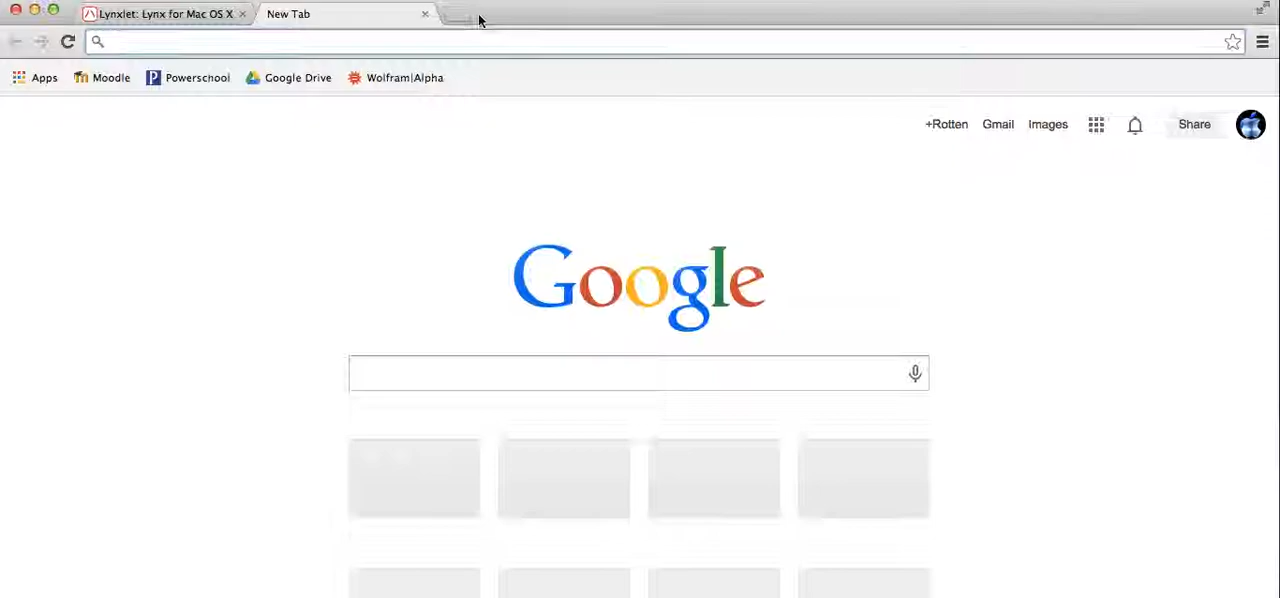 Lynxlet: Lynx for Mac OS X
New Tab
Apps
Moodle
Powerschool
Google Drive
Wolfram|Alpha
+Rotten
Gmail
Images
Share
Google